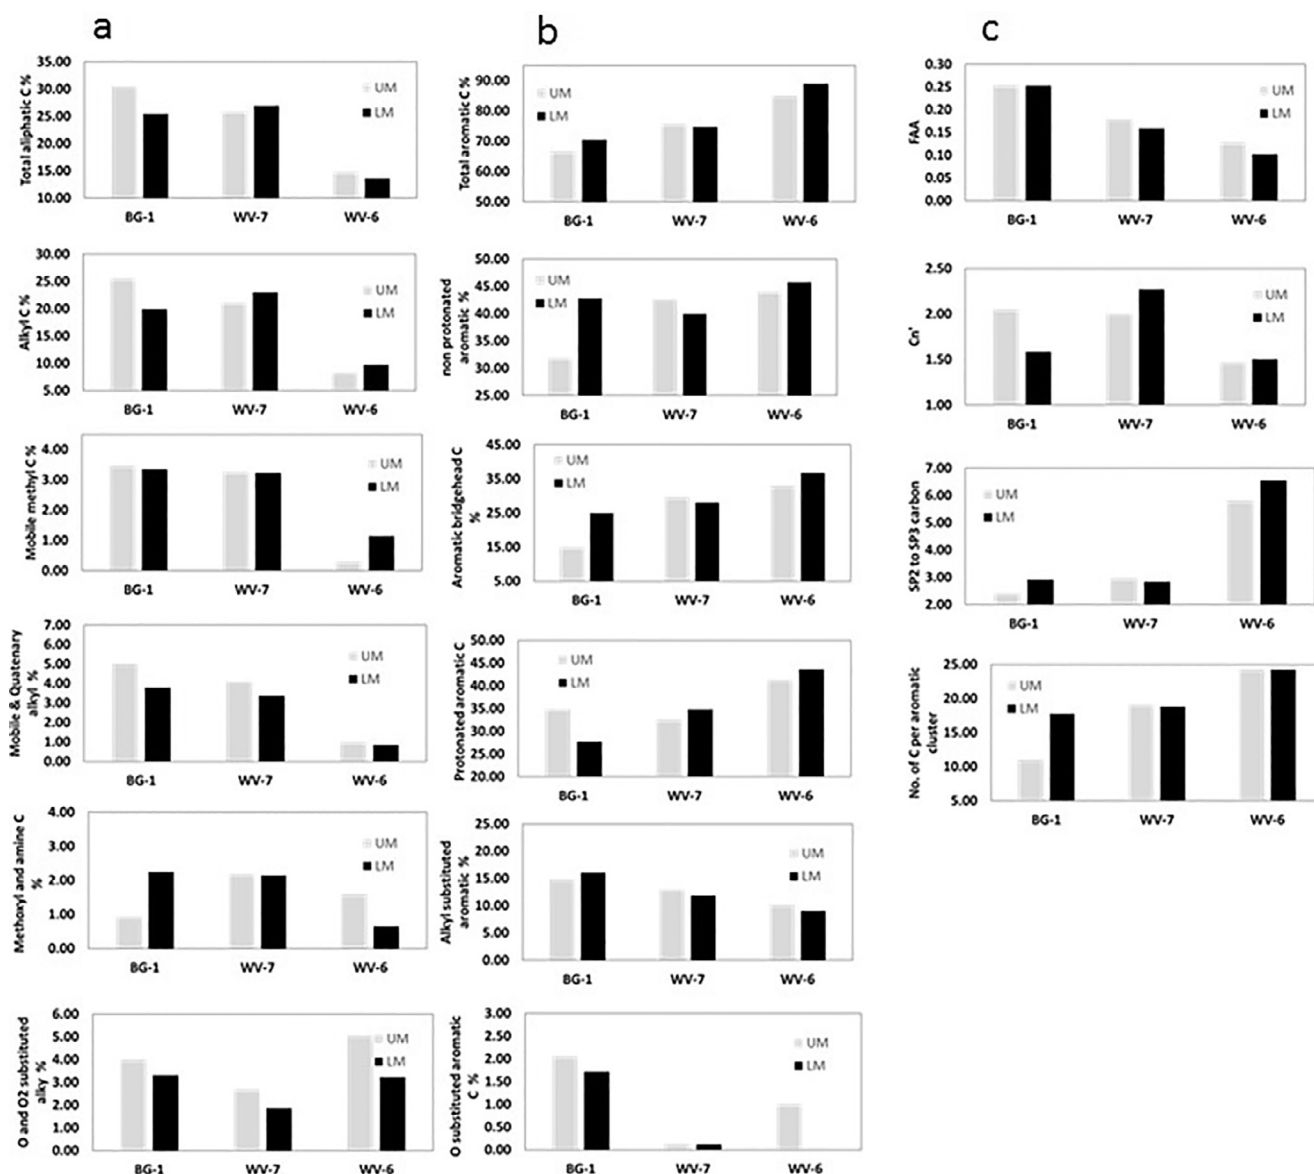 a
Total aliphatic C %
35.00
30.00
25.00
20.00
15.00
10.00
UM
LM
BG-1 WV-7 WV-6
Alkyl C %
30.00
25.00
20.00
15.00
10.00
5.00
UM
LM
BG-1 WV-7 WV-6
Mobile methyl C %
4.00
3.00
2.00
1.00
0.00
UM
LM
BG-1 WV-7 WV-6
Mobile & Quatenary
alkyl %
7.00
6.00
5.00
4.00
3.00
2.00
1.00
0.00
UM
LM
BG-1 WV-7 WV-6
Methoxyl and amine C
%
4.00
3.00
2.00
1.00
0.00
UM
LM
BG-1 WV-7 WV-6
O and O2 substituted
alky %
6.00
5.00
4.00
3.00
2.00
1.00
0.00
UM
LM
BG-1 WV-7 WV-6
b
Total aromatic C %
90.00
80.00
70.00
60.00
50.00
UM
LM
BG-1 WV-7 WV-6
non protonated
aromatic %
50.00
45.00
40.00
35.00
30.00
25.00
UM
LM
BG-1 WV-7 WV-6
Aromatic bridgehead C
%
45.00
35.00
25.00
15.00
5.00
UM
LM
BG-1 WV-7 WV-6
Protonated aromatic C
50.00
45.00
40.00
35.00
30.00
25.00
20.00
UM
LM
BG-1 WV-7 WV-6
Alkyl substituted
aromatic %
25.00
20.00
15.00
10.00
5.00
0.00
UM
LM
BG-1 WV-7 WV-6
O substituted aromatic
C %
3.00
2.50
2.00
1.50
1.00
0.50
0.00
UM
LM
BG-1 WV-7 WV-6
c
FAA
0.30
0.25
0.20
0.15
0.10
0.05
0.00
UM
LM
BG-1 WV-7 WV-6
Cn'
2.50
2.00
1.50
1.00
UM
LM
BG-1 WV-7 WV-6
SP2 to SP3 carbon
7.00
6.00
5.00
4.00
3.00
2.00
UM
LM
BG-1 WV-7 WV-6
No. of C per aromatic
cluster
25.00
20.00
15.00
10.00
5.00
UM
LM
BG-1 WV-7 WV-6